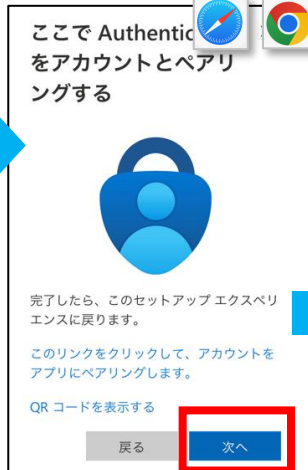 ここで Authentic
をアカウントとペアリ
ングする
完了したら、このセットアップ エクスペリ
エンスに戻ります。
このリンクをクリックして、アカウントを
アプリにペアリングします。
QR コードを表示する
戻る
次へ